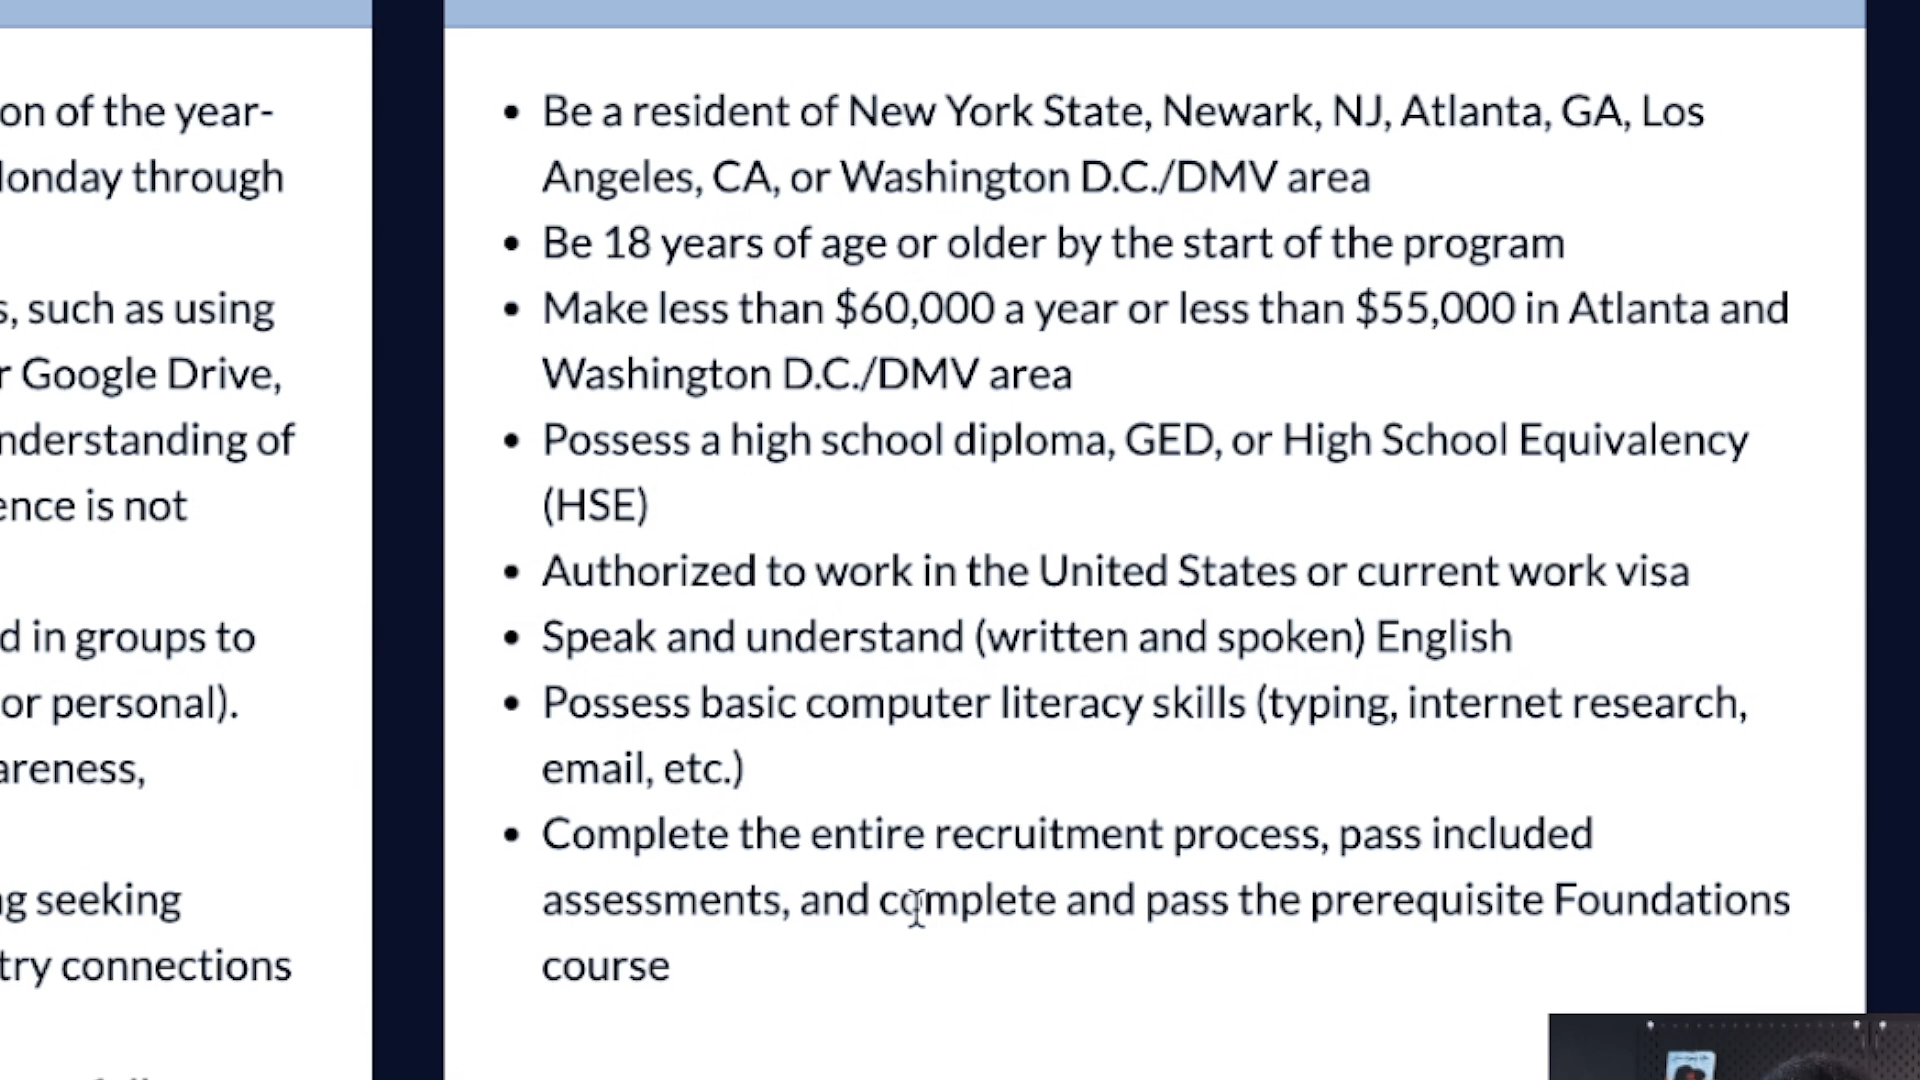 on of the year-
onday through
s, such as using
r Google Drive,
nderstanding of
ence is not
d in groups to
or personal).
areness,
g seeking
try connections
• Be a resident of New York State, Newark, NJ, Atlanta, GA, Los
Angeles, CA, or Washington D.C./DMV area
• Be 18 years of age or older by the start of the program
• Make less than $60,000 a year or less than $55,000 in Atlanta and
Washington D.C./DMV area
• Possess a high school diploma, GED, or High School Equivalency
(HSE)
• Authorized to work in the United States or current work visa
• Speak and understand (written and spoken) English
• Possess basic computer literacy skills (typing, internet research,
email, etc.)
• Complete the entire recruitment process, pass included
assessments, and complete and pass the prerequisite Foundations
course